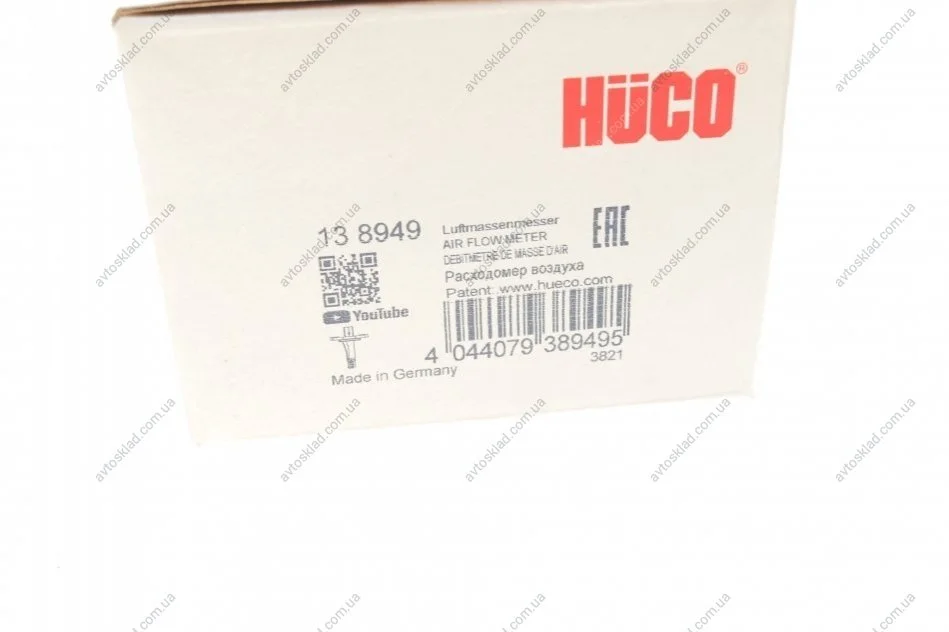 HÜCO®
13 8949
Luftmassenmesser
AIR FLOW METER
DEBITMETRE DE MASSE D'AIR
Расходомер воздуха
Patent: www.hueco.com
EAC
YouTube
4 044079 389495
3821
Made in Germany
avtosklad.com.ua